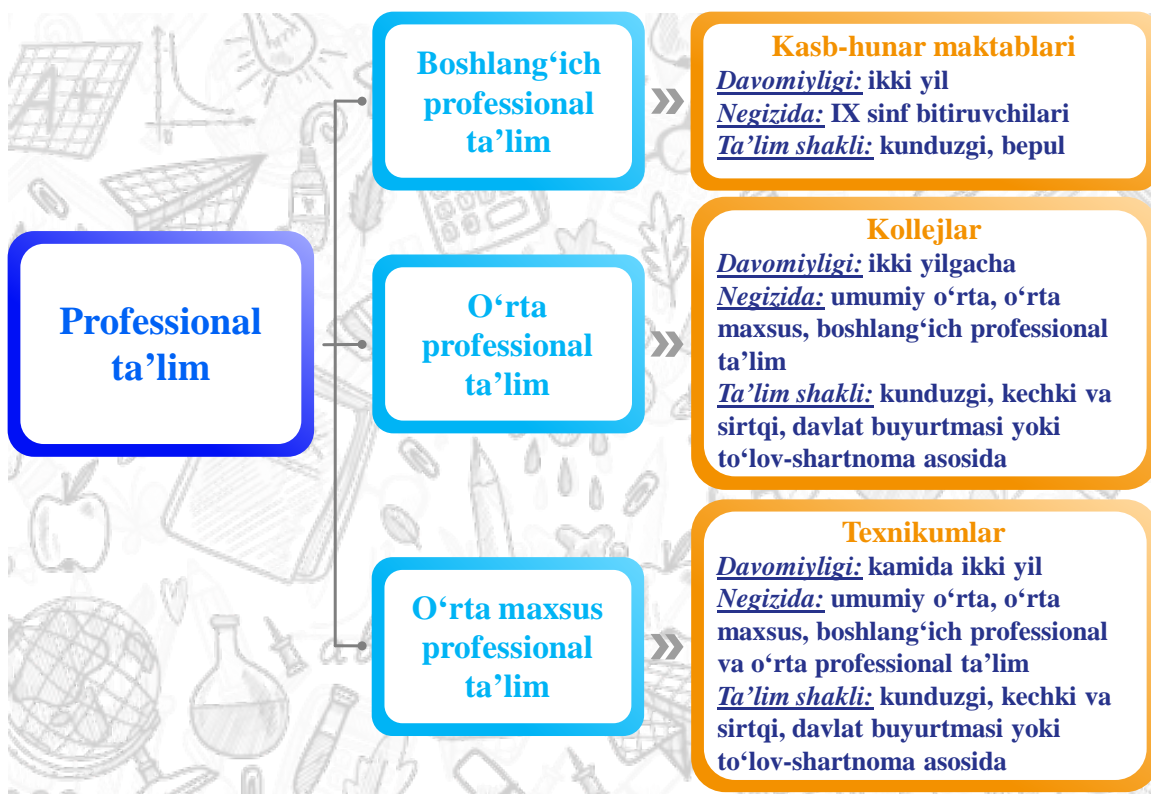 Professional
ta’lim
Boshlang‘ich
professional
ta’lim
Kasb-hunar maktablari
Davomiyligi: ikki yil
Negizida: IX sinf bitiruvchilari
Ta’lim shakli: kunduzgi, bepul
O‘rta
professional
ta’lim
Kollejlar
Davomiyligi: ikki yilgacha
Negizida: umumiy o‘rta, o‘rta
maxsus, boshlang‘ich professional
ta’lim
Ta’lim shakli: kunduzgi, kechki va
sirtqi, davlat buyurtmasi yoki
to‘lov-shartnoma asosida
O‘rta maxsus
professional
ta’lim
Texnikumlar
Davomiyligi: kamida ikki yil
Negizida: umumiy o‘rta, o‘rta
maxsus, boshlang‘ich professional
va o‘rta professional ta’lim
Ta’lim shakli: kunduzgi, kechki va
sirtqi, davlat buyurtmasi yoki
to‘lov-shartnoma asosida
A+